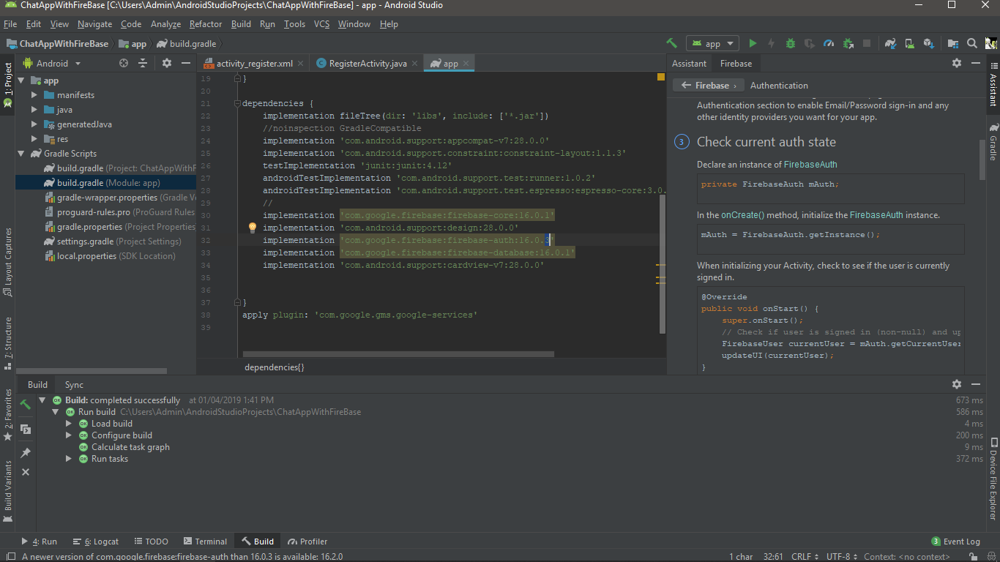 ChatAppWithFireBase [C:\Users\Admin\AndroidStudioProjects\ChatAppWithFireBase] - app - Android Studio
File Edit View Navigate Code Analyze Refactor Build Run Tools VCS Window Help
ChatAppWithFireBase app build.gradle
app
1: Project
Layout Captures
7: Structure
2: Favorites
Build Variants
Android
app
manifests
java
generatedJava
res
Gradle Scripts
build.gradle (Project: ChatAppWithF
build.gradle (Module: app)
gradle-wrapper.properties (Gradle Ve
proguard-rules.pro (ProGuard Rules
gradle.properties (Project Properties)
settings.gradle (Project Settings)
local.properties (SDK Location)
activity_register.xml RegisterActivity.java app
19 }
20
21 dependencies {
22 implementation fileTree(dir: 'libs', include: ['*.jar'])
23 //noinspection GradleCompatible
24 implementation 'com.android.support:appcompat-v7:28.0.0'
25 implementation 'com.android.support.constraint:constraint-layout:1.1.3'
26 testImplementation 'junit:junit:4.12'
27 androidTestImplementation 'com.android.support.test:runner:1.0.2'
28 androidTestImplementation 'com.android.support.test.espresso:espresso-core:3.0.
29 //
30 implementation 'com.google.firebase:firebase-core:16.0.1'
31 implementation 'com.android.support:design:28.0.0'
32 implementation 'com.google.firebase:firebase-auth:16.0.3'
33 implementation 'com.google.firebase:firebase-database:16.0.1'
34 implementation 'com.android.support:cardview-v7:28.0.0'
35
36
37 }
38 apply plugin: 'com.google.gms.google-services'
39
dependencies{}
Assistant Firebase
Firebase › Authentication
Authentication section to enable Email/Password sign-in and any
other identity providers you want for your app.
3 Check current auth state
Declare an instance of FirebaseAuth
private FirebaseAuth mAuth;
In the onCreate() method, initialize the FirebaseAuth instance.
mAuth = FirebaseAuth.getInstance();
When initializing your Activity, check to see if the user is currently
signed in.
@Override
public void onStart() {
super.onStart();
// Check if user is signed in (non-null) and up
FirebaseUser currentUser = mAuth.getCurrentUser
updateUI(currentUser);
}
Assistant
Gradle
Device File Explorer
Build Sync
Build: completed successfully at 01/04/2019 1:41 PM 673 ms
Run build C:\Users\Admin\AndroidStudioProjects\ChatAppWithFireBase 586 ms
Load build 4 ms
Configure build 200 ms
Calculate task graph 9 ms
Run tasks 372 ms
4: Run 6: Logcat TODO Terminal Build Profiler 3 Event Log
A newer version of com.google.firebase:firebase-auth than 16.0.3 is available: 16.2.0 1 char 32:61 CRLF UTF-8 Context: <no context>